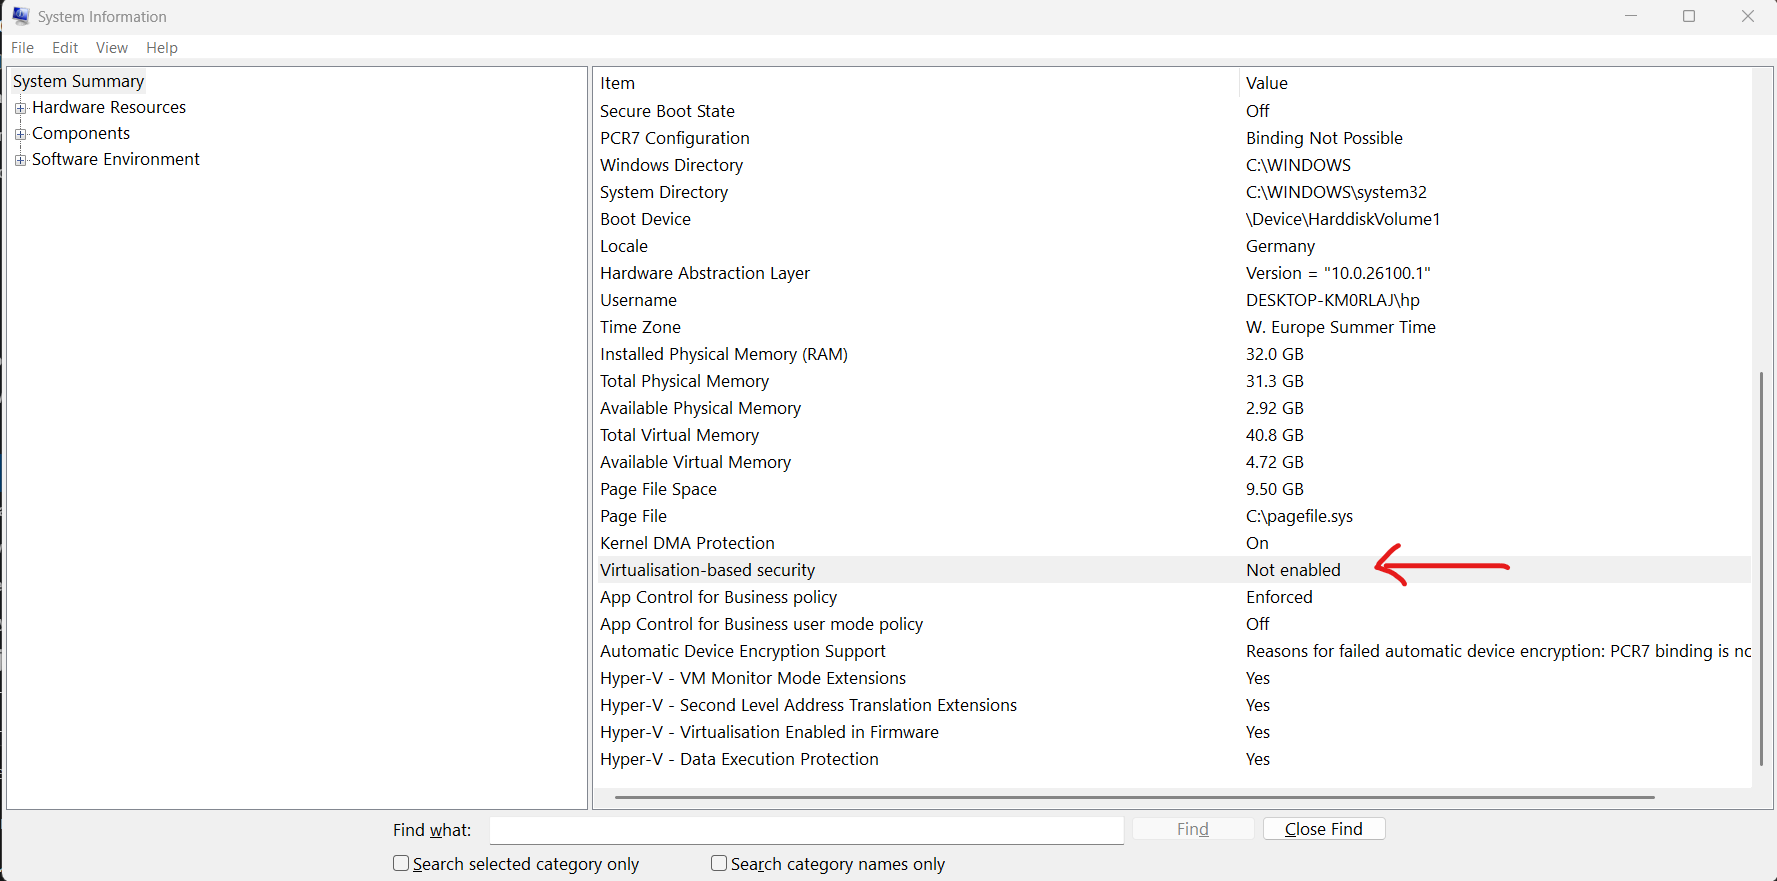 System Information
File Edit View Help
System Summary
Hardware Resources
Components
Software Environment
Item Value
Secure Boot State Off
PCR7 Configuration Binding Not Possible
Windows Directory C:\WINDOWS
System Directory C:\WINDOWS\system32
Boot Device \Device\HarddiskVolume1
Locale Germany
Hardware Abstraction Layer Version = "10.0.26100.1"
Username DESKTOP-KM0RLAJ\hp
Time Zone W. Europe Summer Time
Installed Physical Memory (RAM) 32.0 GB
Total Physical Memory 31.3 GB
Available Physical Memory 2.92 GB
Total Virtual Memory 40.8 GB
Available Virtual Memory 4.72 GB
Page File Space 9.50 GB
Page File C:\pagefile.sys
Kernel DMA Protection On
Virtualisation-based security Not enabled
App Control for Business policy Enforced
App Control for Business user mode policy Off
Automatic Device Encryption Support Reasons for failed automatic device encryption: PCR7 binding is nc
Hyper-V - VM Monitor Mode Extensions Yes
Hyper-V - Second Level Address Translation Extensions Yes
Hyper-V - Virtualisation Enabled in Firmware Yes
Hyper-V - Data Execution Protection Yes
Find what: Find Close Find
Search selected category only Search category names only